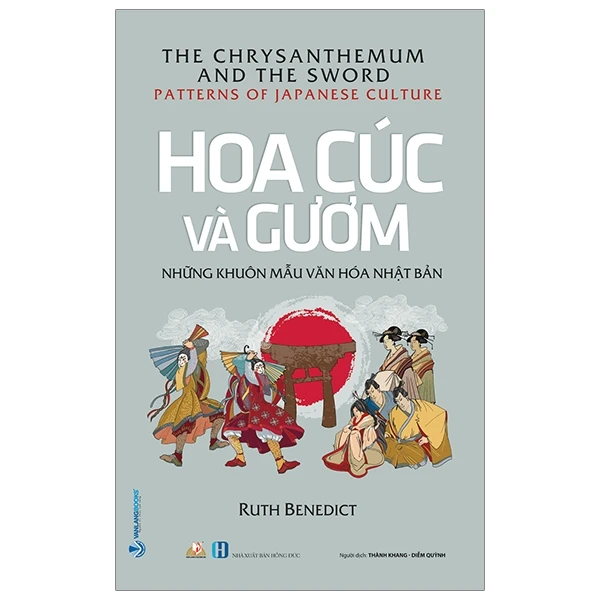 THE CHRYSANTHEMUM
AND THE SWORD
PATTERNS OF JAPANESE CULTURE
HOA CÚC
VÀ GƯƠM
NHỮNG KHUÔN MẪU VĂN HÓA NHẬT BẢN
RUTH BENEDICT
VANLANGBOOKS
H
NHÀ XUẤT BẢN HỒNG ĐỨC
Người dịch: THÀNH KHANG - DIỄM QUỲNH